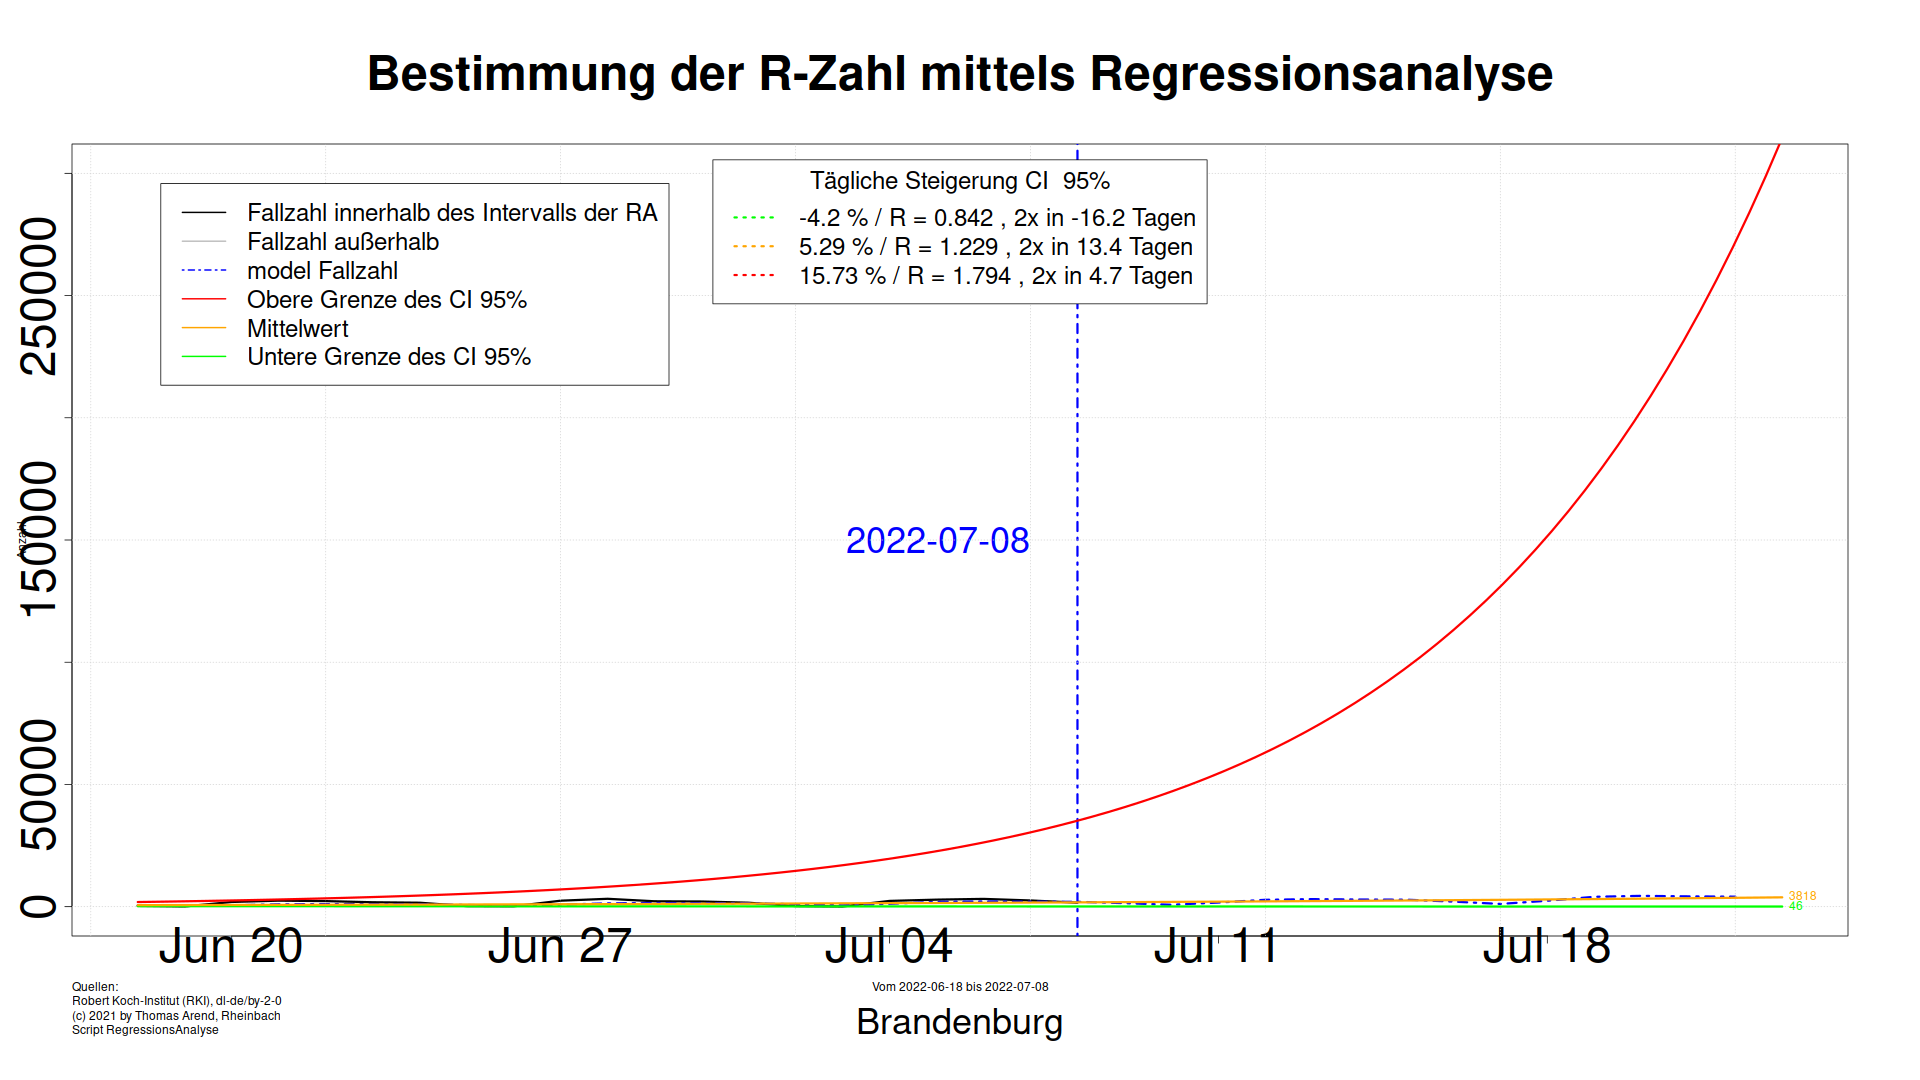 Bestimmung der R-Zahl mittels Regressionsanalyse
Fallzahl innerhalb des Intervalls der RA
Fallzahl außerhalb
model Fallzahl
Obere Grenze des CI 95%
Mittelwert
Untere Grenze des CI 95%
Tägliche Steigerung CI  95%
-4.2 % / R = 0.842 , 2x in -16.2 Tagen
5.29 % / R = 1.229 , 2x in 13.4 Tagen
15.73 % / R = 1.794 , 2x in 4.7 Tagen
250000
150000
50000
0
Anzahl
2022-07-08
3818
46
Jun 20
Jun 27
Jul 04
Jul 11
Jul 18
Quellen:
Robert Koch-Institut (RKI), dl-de/by-2-0
(c) 2021 by Thomas Arend, Rheinbach
Script RegressionsAnalyse
Vom 2022-06-18 bis 2022-07-08
Brandenburg